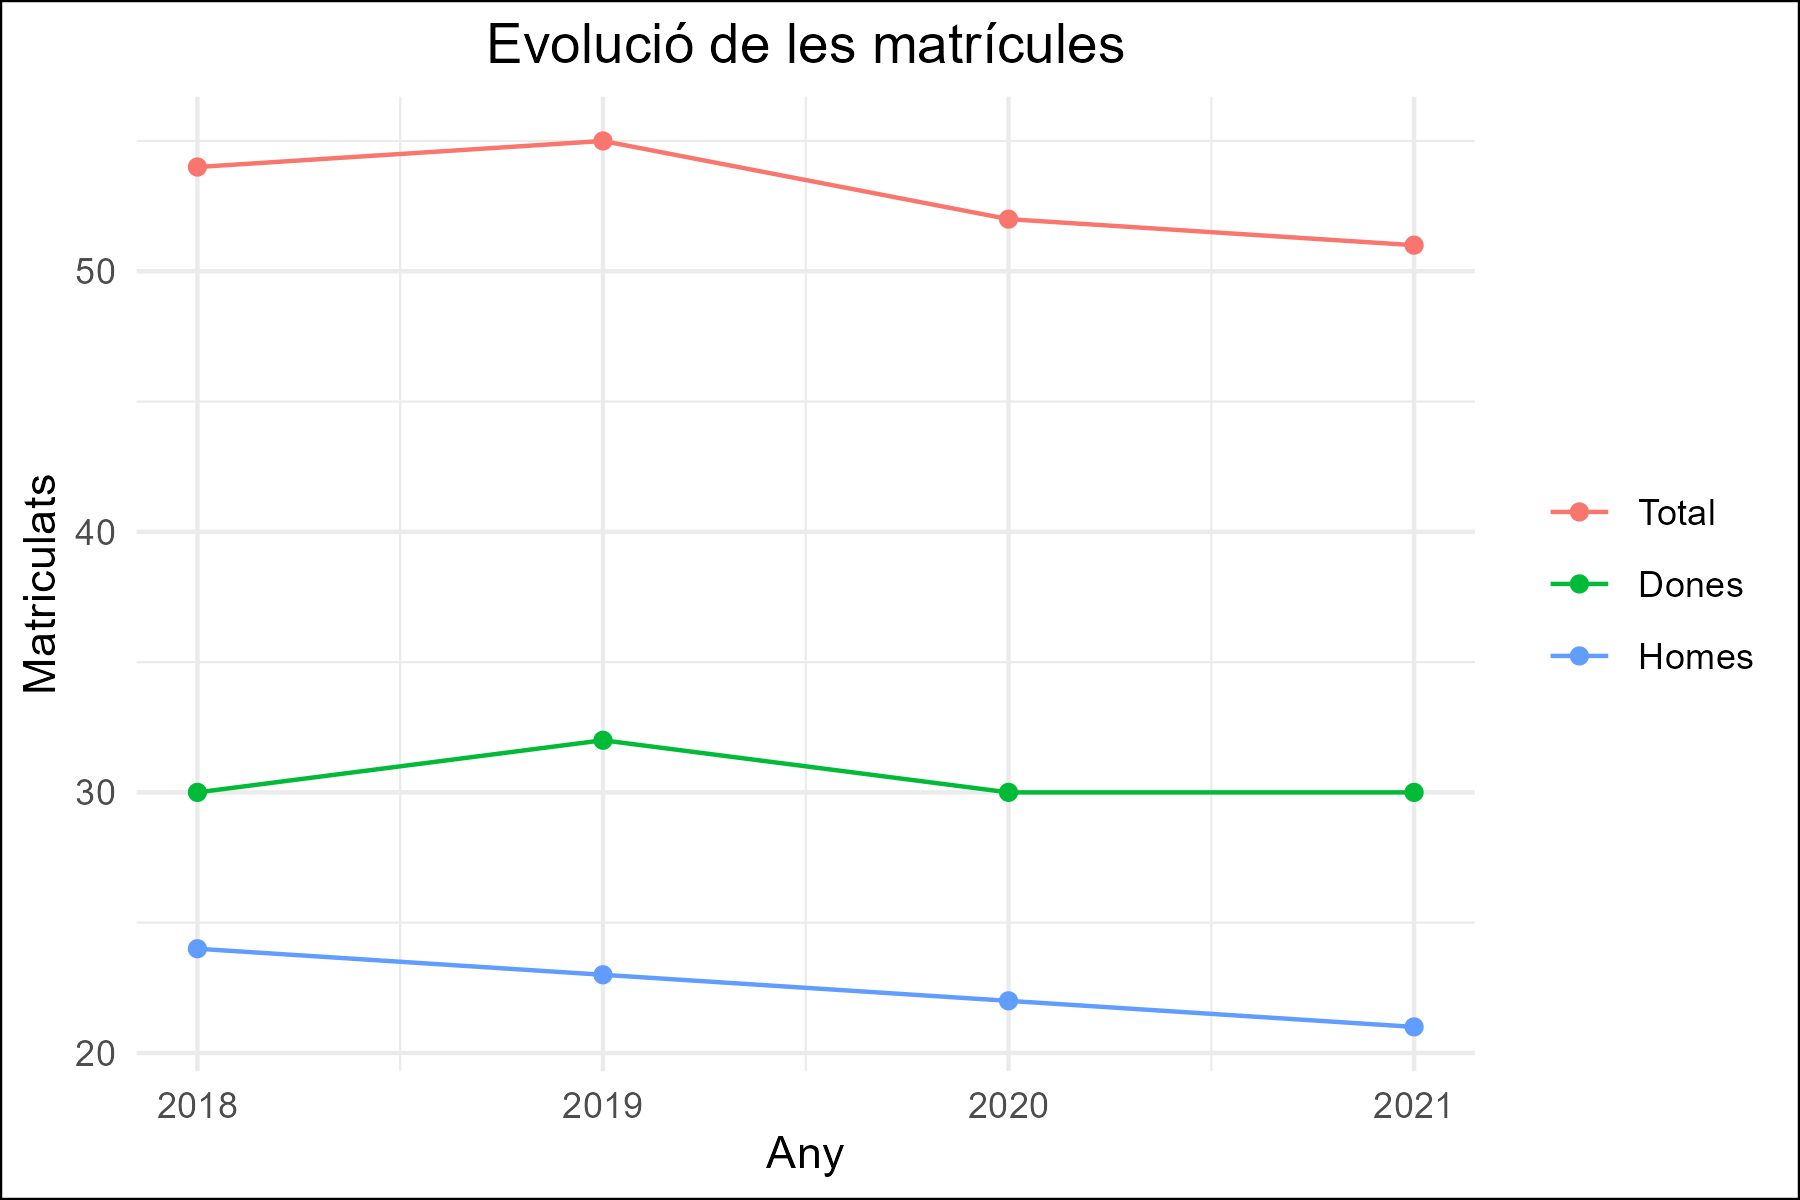 Evolució de les matrícules
Matriculats
50
40
30
20
2018 2019 2020 2021
Any
Total
Dones
Homes